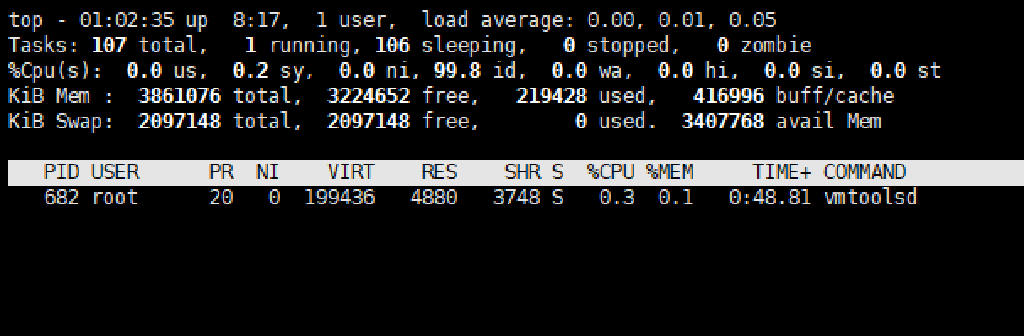 top - 01:02:35 up  8:17,  1 user,  load average: 0.00, 0.01, 0.05
Tasks: 107 total,   1 running, 106 sleeping,   0 stopped,   0 zombie
%Cpu(s):  0.0 us,  0.2 sy,  0.0 ni, 99.8 id,  0.0 wa,  0.0 hi,  0.0 si,  0.0 st
KiB Mem :  3861076 total,  3224652 free,   219428 used,   416996 buff/cache
KiB Swap:  2097148 total,  2097148 free,        0 used.  3407768 avail Mem
PID USER      PR  NI    VIRT    RES    SHR S  %CPU %MEM     TIME+ COMMAND
682 root      20   0  199436   4880   3748 S   0.3  0.1   0:48.81 vmtoolsd